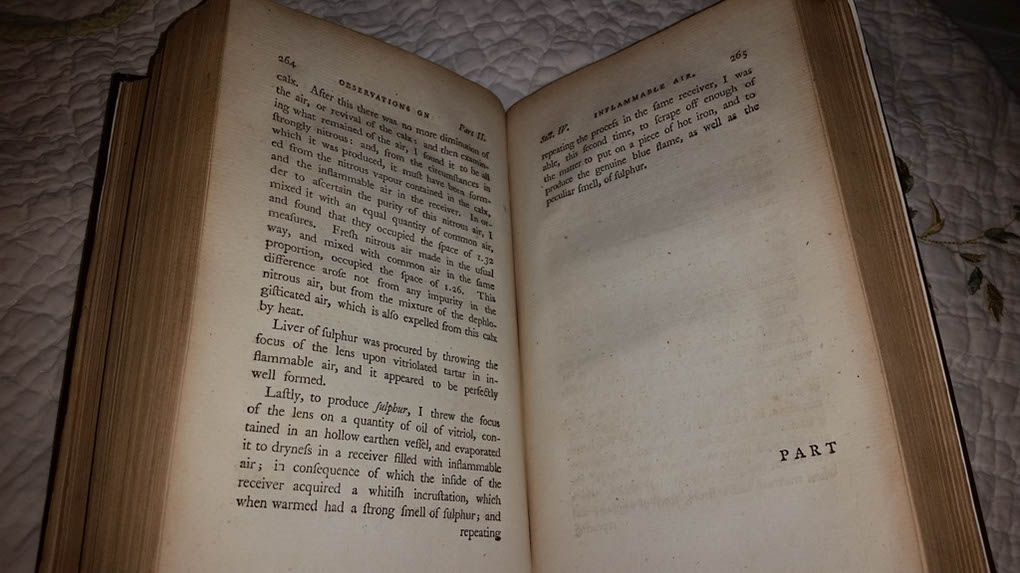 264 OBSERVATIONS ON Part II.
calx. After this there was no more diminution of
the air, or revival of the calx; and then examin-
ing what remained of the air, I found it to be all
ſtrongly nitrous: and, from the circumſtances in
which it was produced, it muſt have been form-
ed from the nitrous vapour contained in the calx,
and the inflammable air in the receiver. In or-
der to aſcertain the purity of this nitrous air, I
mixed it with an equal quantity of common air,
and found that they occupied the ſpace of 1.32
meaſures. Freſh nitrous air made in the uſual
way, and mixed with common air in the ſame
proportion, occupied the ſpace of 1.26. This
difference aroſe not from any impurity in the
nitrous air, but from the mixture of the dephlo-
giſticated air, which is alſo expelled from this calx
by heat.
Liver of ſulphur was procured by throwing the
focus of the lens upon vitriolated tartar in in-
flammable air, and it appeared to be perfectly
well formed.
Laſtly, to produce ſulphur, I threw the focus
of the lens on a quantity of oil of vitriol, con-
tained in an hollow earthen veſſel, and evaporated
it to dryneſs in a receiver filled with inflammable
air; in conſequence of which the inſide of the
receiver acquired a whitiſh incruſtation, which
when warmed had a ſtrong ſmell of ſulphur; and
repeating
Sect. IV. INFLAMMABLE AIR. 265
repeating the proceſs in the ſame receiver, I was
able, this ſecond time, to ſcrape off enough of
the matter to put on a piece of hot iron, and to
produce the genuine blue flame, as well as the
peculiar ſmell, of ſulphur.
PART